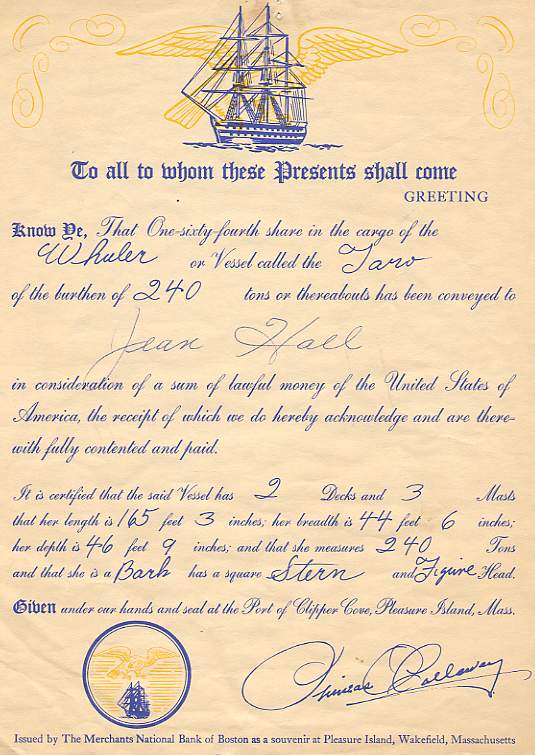 To all to whom these Presents shall come
GREETING
Know Ye, That One-sixty-fourth share in the cargo of the
Whaler or Vessel called the Taro
of the burthen of 240 tons or thereabouts has been conveyed to
Jean Hall
in consideration of a sum of lawful money of the United States of
America, the receipt of which we do hereby acknowledge and are there-
with fully contented and paid.
It is certified that the said Vessel has 2 Decks and 3 Masts
that her length is 165 feet 3 inches; her breadth is 44 feet 6 inches;
her depth is 46 feet 9 inches; and that she measures 240 Tons
and that she is a Bark has a square Stern and Figure Head.
Given under our hands and seal at the Port of Clipper Cove, Pleasure Island, Mass.
Phineas Callaway
Issued by The Merchants National Bank of Boston as a souvenir at Pleasure Island, Wakefield, Massachusetts